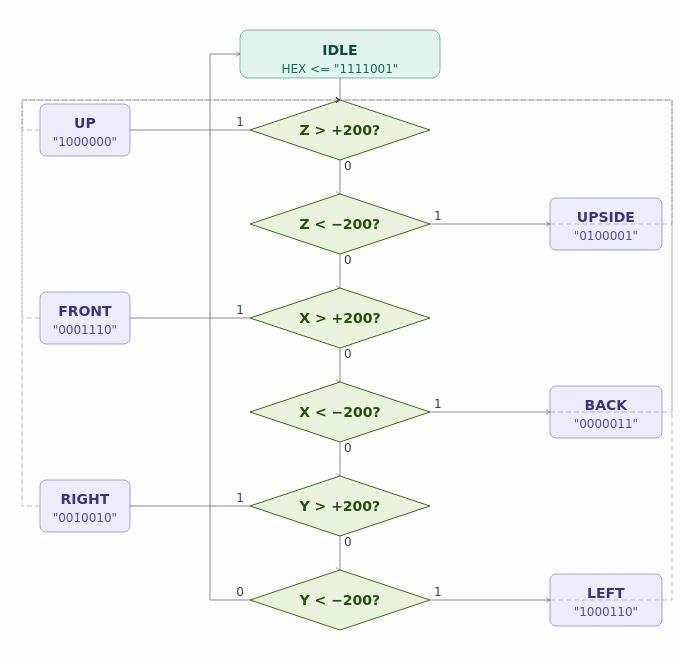 IDLE
HEX <= "1111001"
UP
"1000000"
1
Z > +200?
0
Z < −200?
1
UPSIDE
"0100001"
0
FRONT
"0001110"
1
X > +200?
0
X < −200?
1
BACK
"0000011"
0
RIGHT
"0010010"
1
Y > +200?
0
0
Y < −200?
1
LEFT
"1000110"